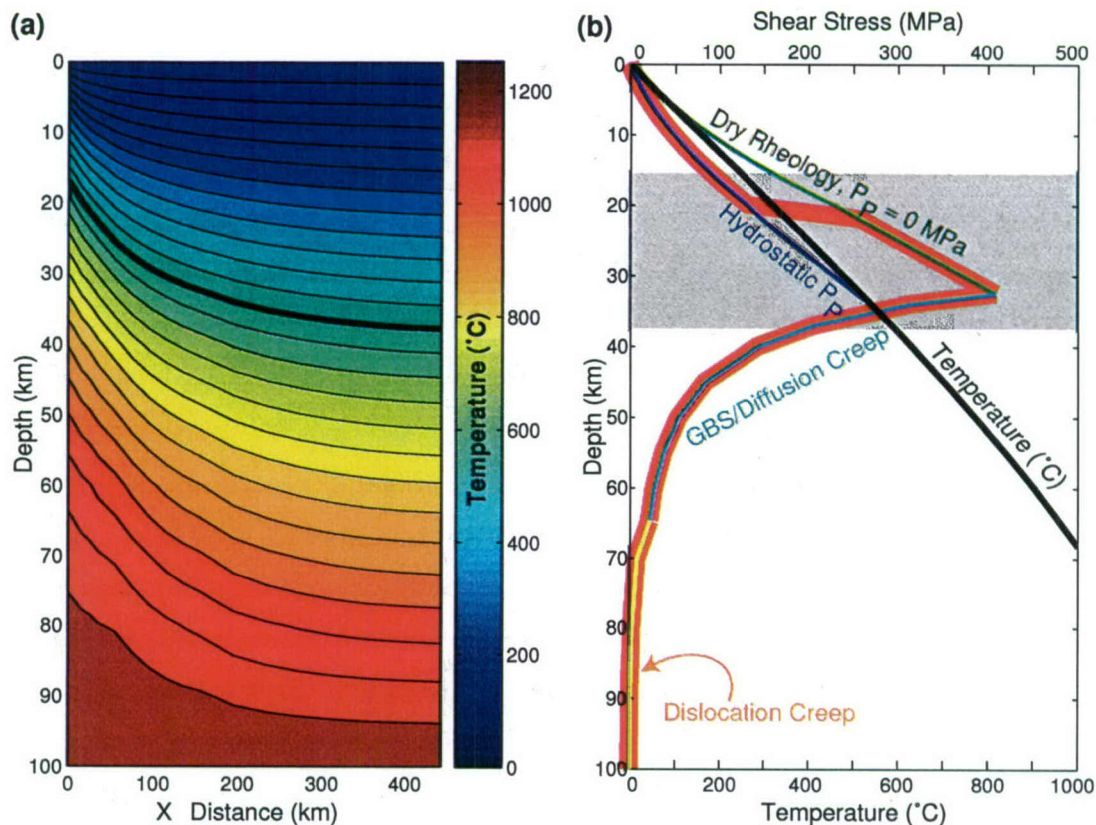 (a)
0
10
20
30
40
50
60
70
80
90
100
Depth (km)
0 100 200 300 400
X Distance (km)
1200
1000
800
600
400
200
0
Temperature (°C)
(b)
Shear Stress (MPa)
0 100 200 300 400 500
0
10
20
30
40
50
60
70
80
90
100
Depth (km)
Dry Rheology, PP = 0 MPa
Hydrostatic PP
GBS/Diffusion Creep
Temperature (°C)
Dislocation Creep
0 200 400 600 800 1000
Temperature (°C)